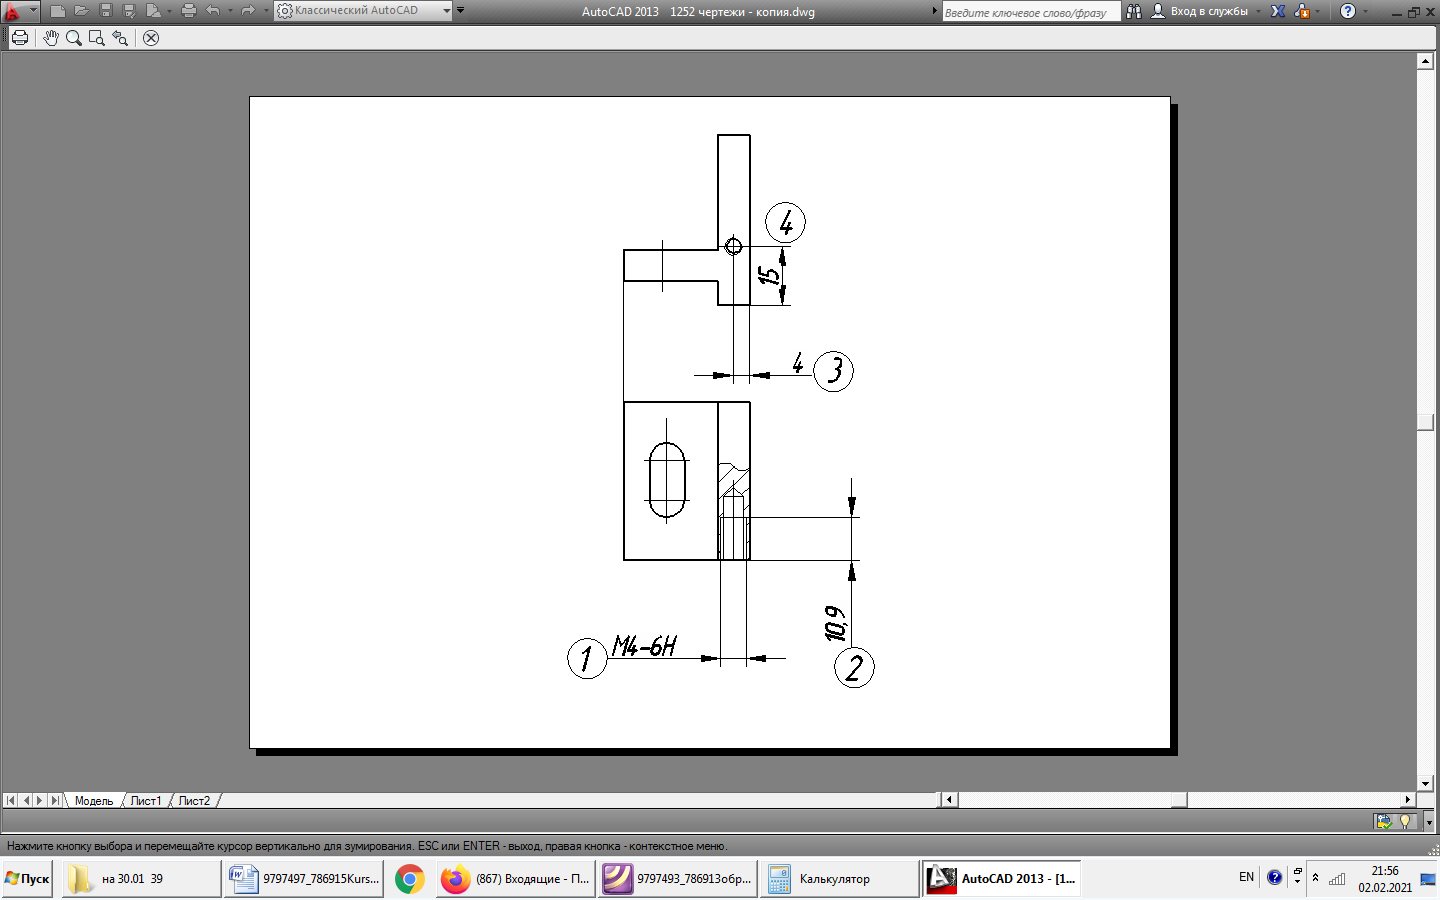 Классический AutoCAD
AutoCAD 2013 1252 чертежи - копия.dwg
Введите ключевое слово/фразу
Вход в службы
4
15
4
3
10,9
1
M4-6H
2
Модель
Лист1
Лист2
Нажмите кнопку выбора и перемещайте курсор вертикально для зумирования. ESC или ENTER - выход, правая кнопка - контекстное меню.
Пуск
на 30.01 39
9797497_786915Kurs...
(867) Входящие - П...
9797493_786913обр...
Калькулятор
AutoCAD 2013 - [1...
EN
21:56
02.02.2021